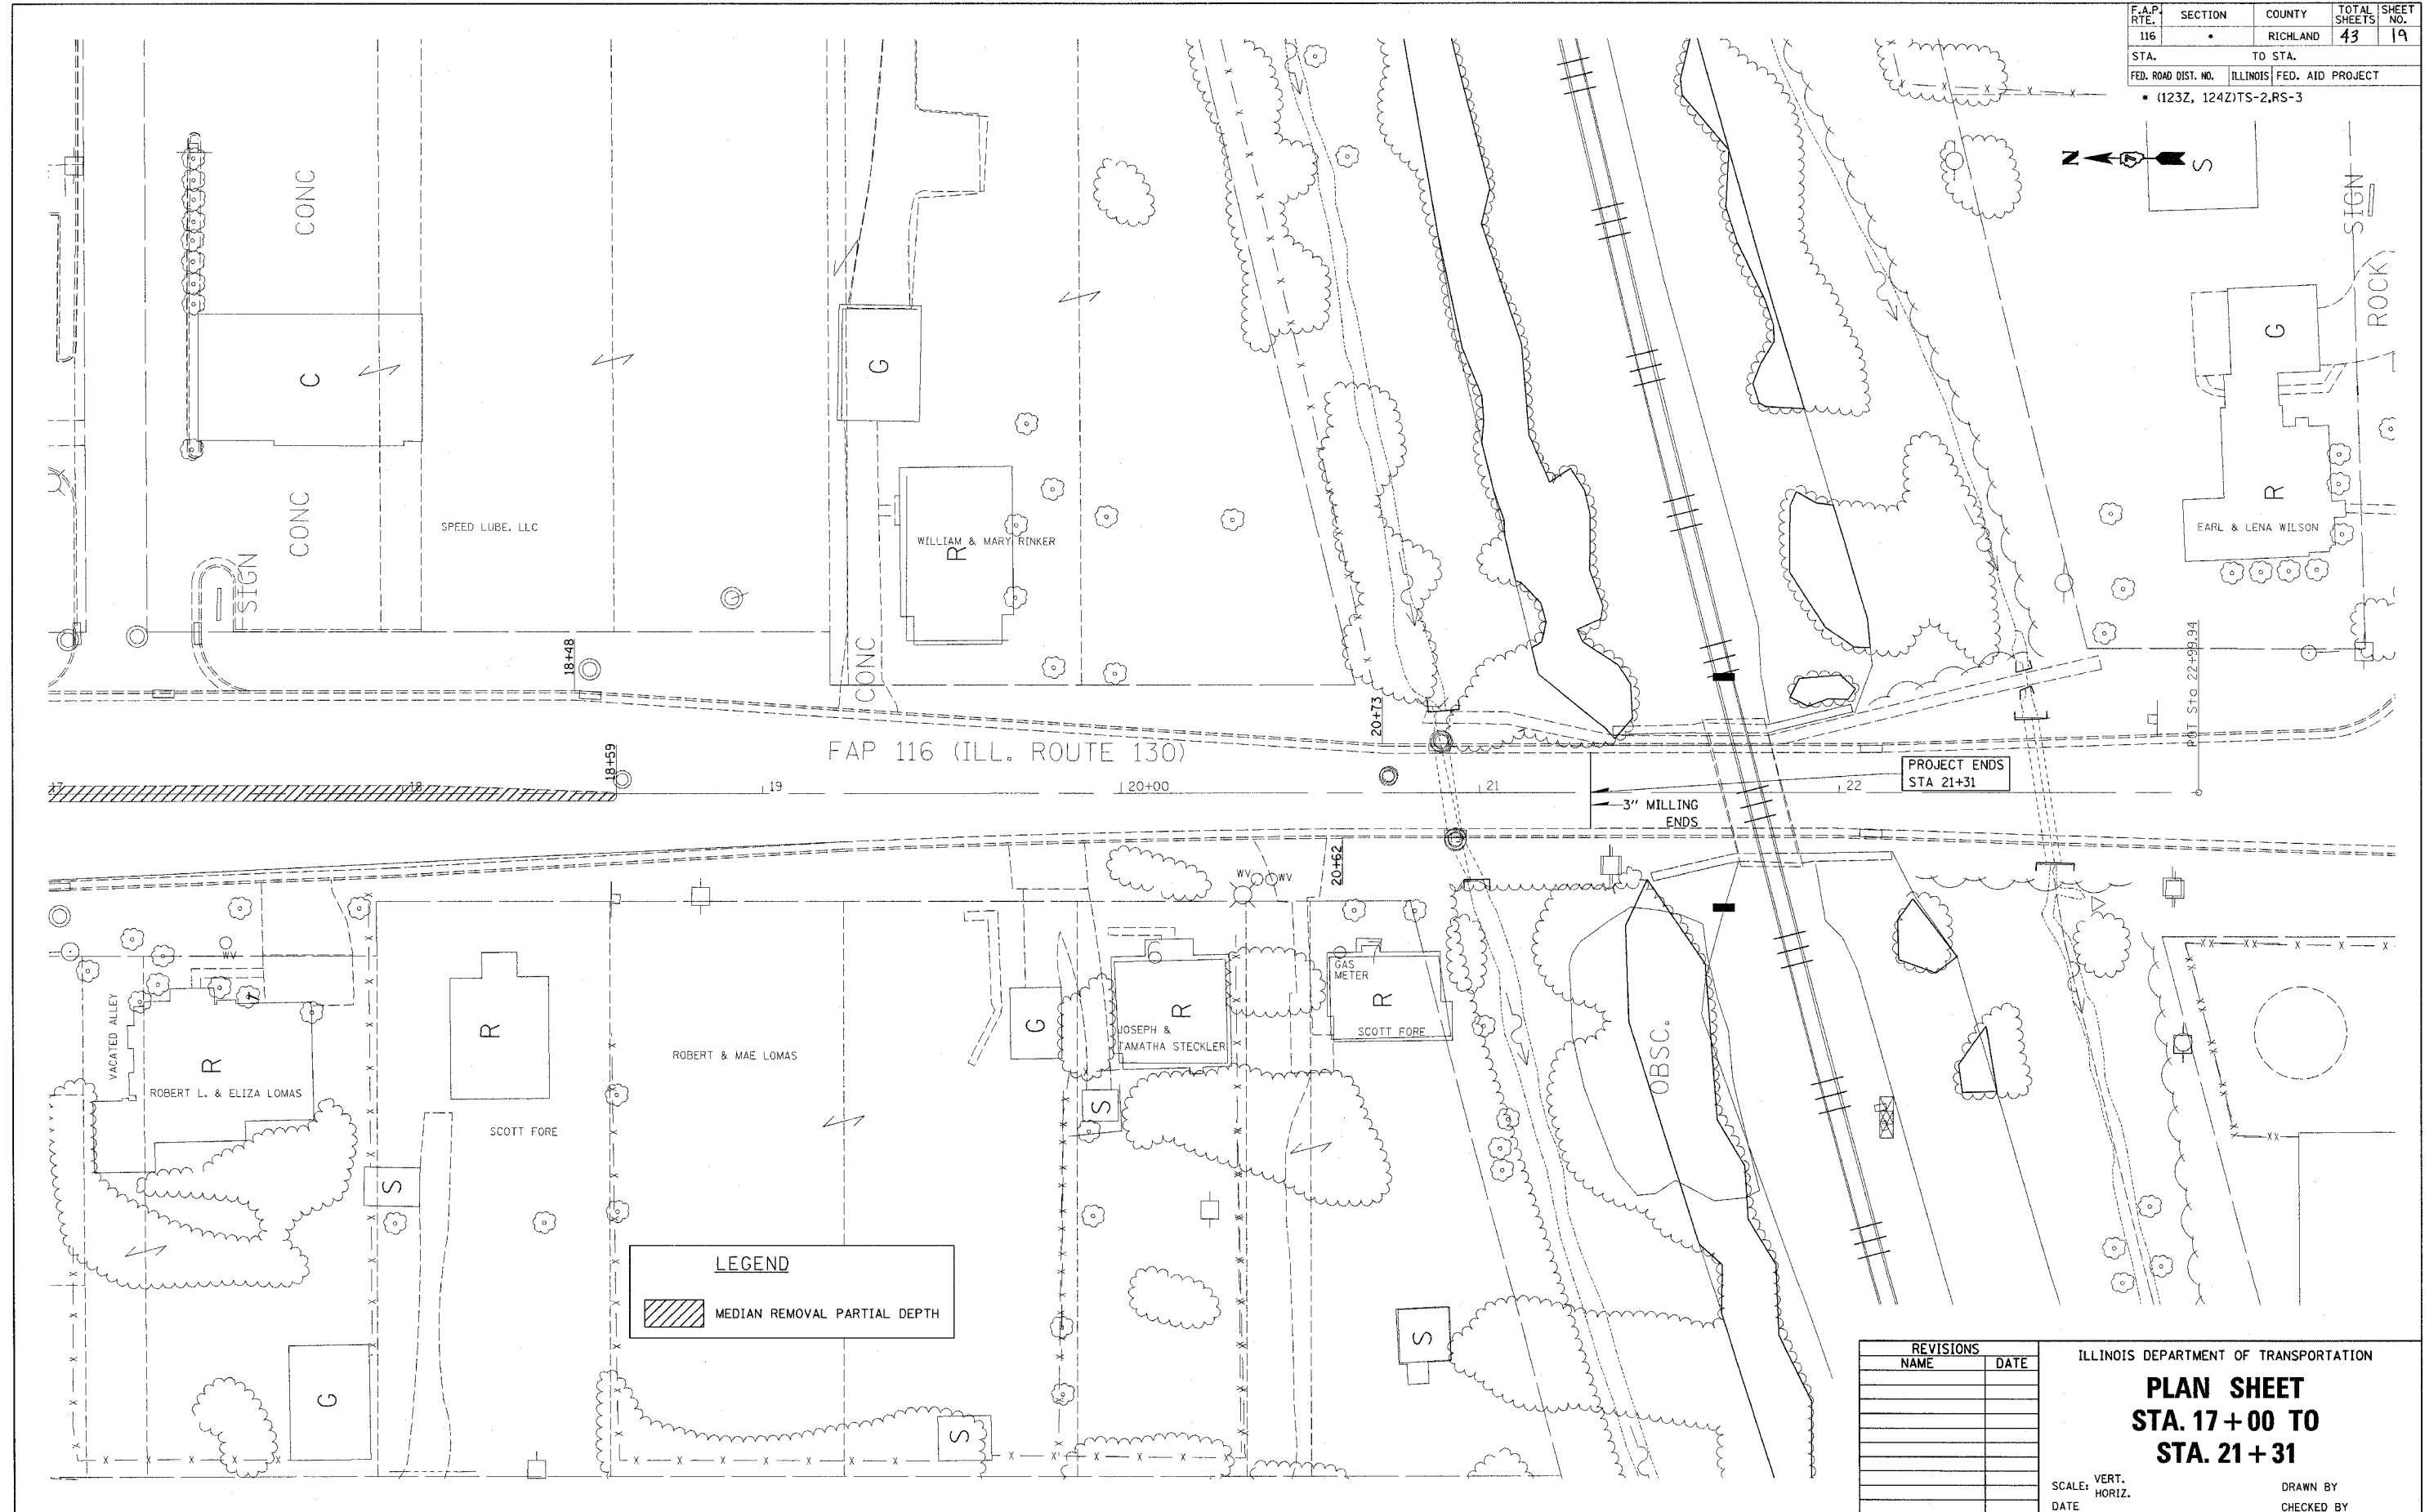 F.A.P. RTE. SECTION COUNTY TOTAL SHEETS SHEET NO.
116 • RICHLAND 43 19
STA. TO STA.
FED. ROAD DIST. NO. ILLINOIS FED. AID PROJECT
• (123Z, 124Z)TS-2,RS-3
N
S
SIGN
ROCK
CONC
C
G
G
CONC
SPEED LUBE, LLC
WILLIAM & MARY RINKER
R
R
EARL & LENA WILSON
SIGN
CONC
18+48
20+73
POT Sta 22+99.94
FAP 116 (ILL. ROUTE 130)
18+59
PROJECT ENDS
STA 21+31
17
18
19
20+00
21
22
3" MILLING
ENDS
20+62
WV
WV
WV
VACATED ALLEY
R
ROBERT L. & ELIZA LOMAS
R
SCOTT FORE
ROBERT & MAE LOMAS
G
R
JOSEPH &
TAMATHA STECKLER
GAS
METER
R
SCOTT FORE
OBSC.
S
S
S
S
G
LEGEND
MEDIAN REMOVAL PARTIAL DEPTH
REVISIONS
NAME DATE
ILLINOIS DEPARTMENT OF TRANSPORTATION
PLAN SHEET
STA. 17+00 TO
STA. 21+31
SCALE: VERT.
HORIZ.
DRAWN BY
DATE
CHECKED BY